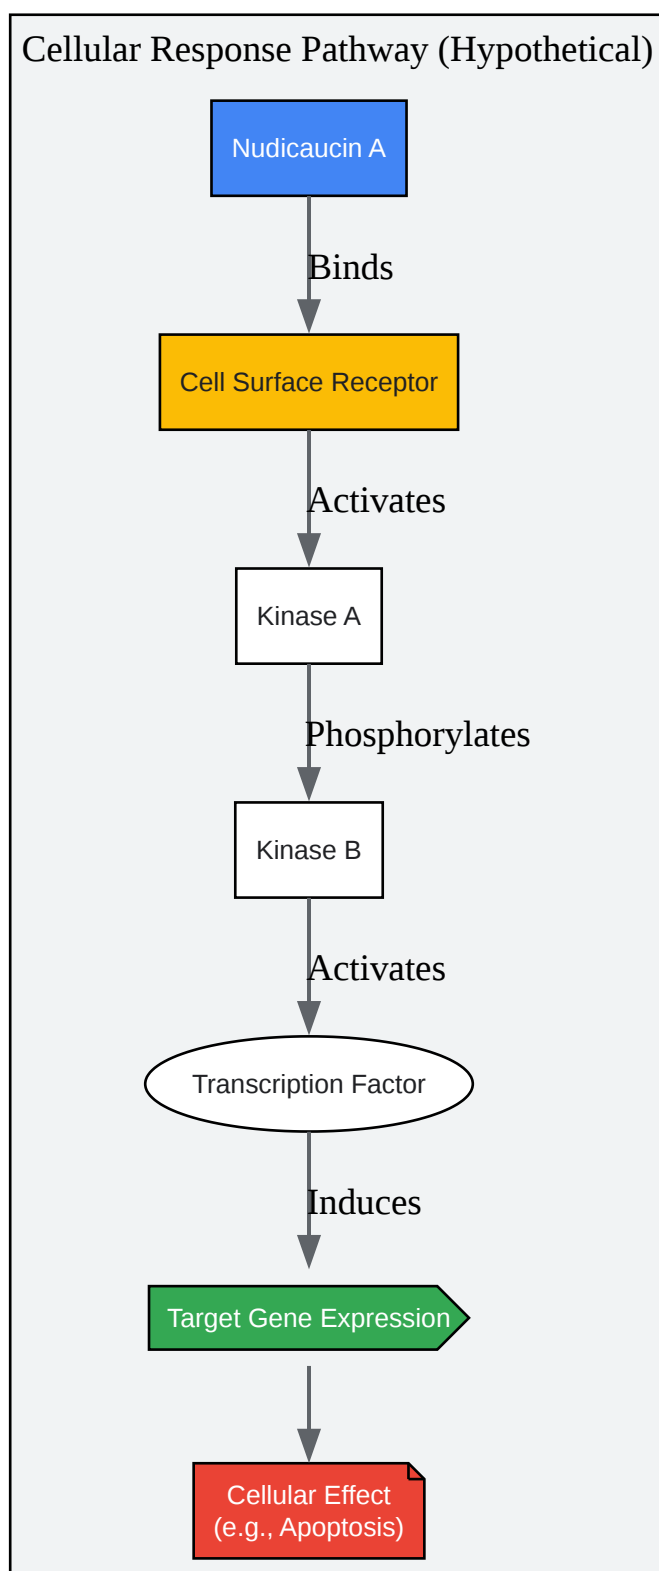 Cellular Response Pathway (Hypothetical)
Nudicaucin A
Binds
Cell Surface Receptor
Activates
Kinase A
Phosphorylates
Kinase B
Activates
Transcription Factor
Induces
Target Gene Expression
Cellular Effect
(e.g., Apoptosis)